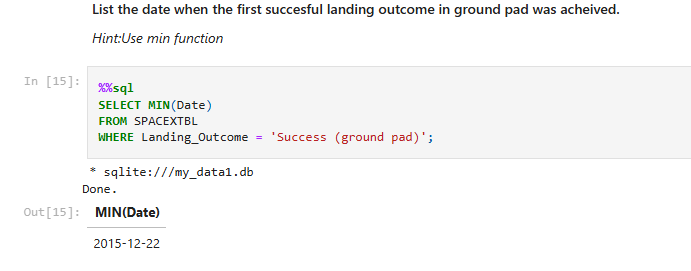 List the date when the first succesful landing outcome in ground pad was acheived.
Hint:Use min function
In [15]:
%%sql
SELECT MIN(Date)
FROM SPACEXTBL
WHERE Landing_Outcome = 'Success (ground pad)';
* sqlite:///my_data1.db
Done.
Out[15]:
MIN(Date)
2015-12-22